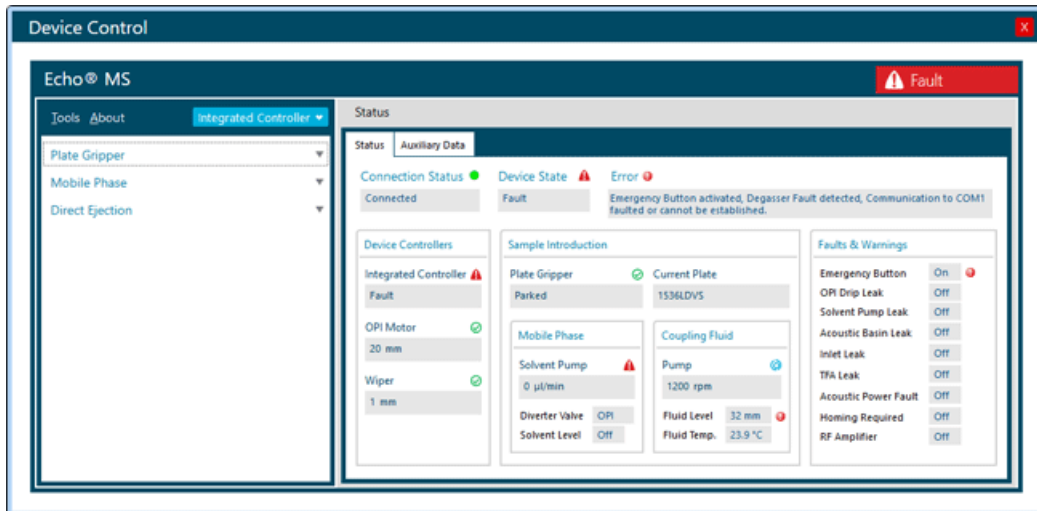 Device Control
X
Echo® MS
Fault
Tools About
Integrated Controller
Plate Gripper
Mobile Phase
Direct Ejection
Status
Status
Auxiliary Data
Connection Status
Connected
Device State
Fault
Error
Emergency Button activated, Degasser Fault detected, Communication to COM1
faulted or cannot be established.
Device Controllers
Integrated Controller
Fault
OPI Motor
20 mm
Wiper
1 mm
Sample Introduction
Plate Gripper
Parked
Current Plate
1536LDVS
Mobile Phase
Solvent Pump
0 µl/min
Diverter Valve OPI
Solvent Level Off
Coupling Fluid
Pump
1200 rpm
Fluid Level 32 mm
Fluid Temp. 23.9 °C
Faults & Warnings
Emergency Button On
OPI Drip Leak Off
Solvent Pump Leak Off
Acoustic Basin Leak Off
Inlet Leak Off
TFA Leak Off
Acoustic Power Fault Off
Homing Required Off
RF Amplifier Off